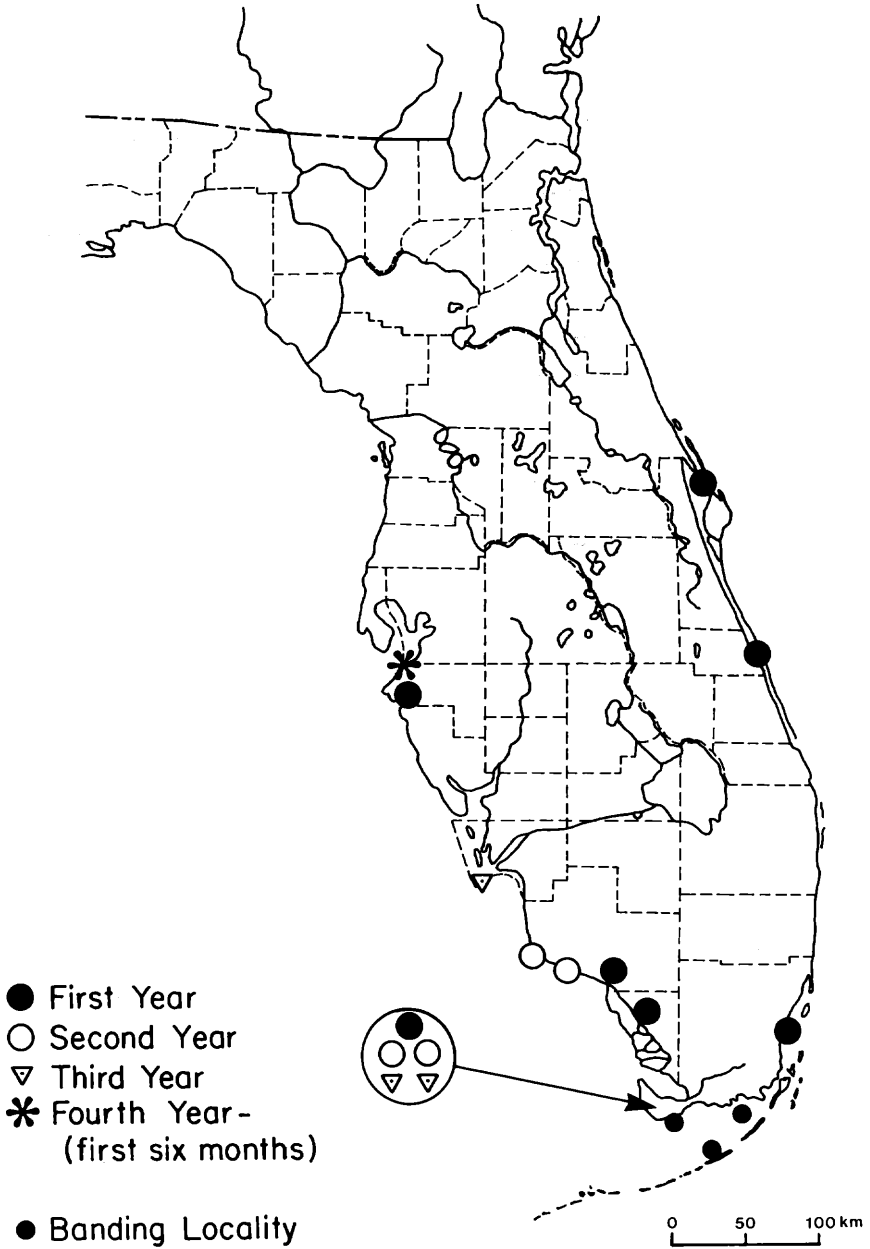 First Year
Second Year
Third Year
Fourth Year-
(first six months)
Banding Locality
0 50 100 km